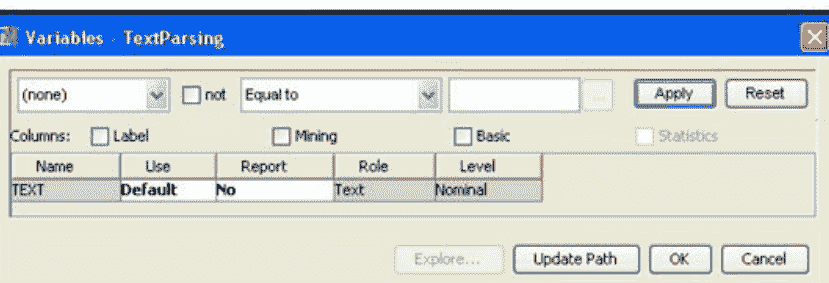 Variables - TextParsing
(none) not Equal to ... Apply Reset
Columns: Label Mining Basic Statistics
Name Use Report Role Level
TEXT Default No Text Nominal
Explore... Update Path OK Cancel